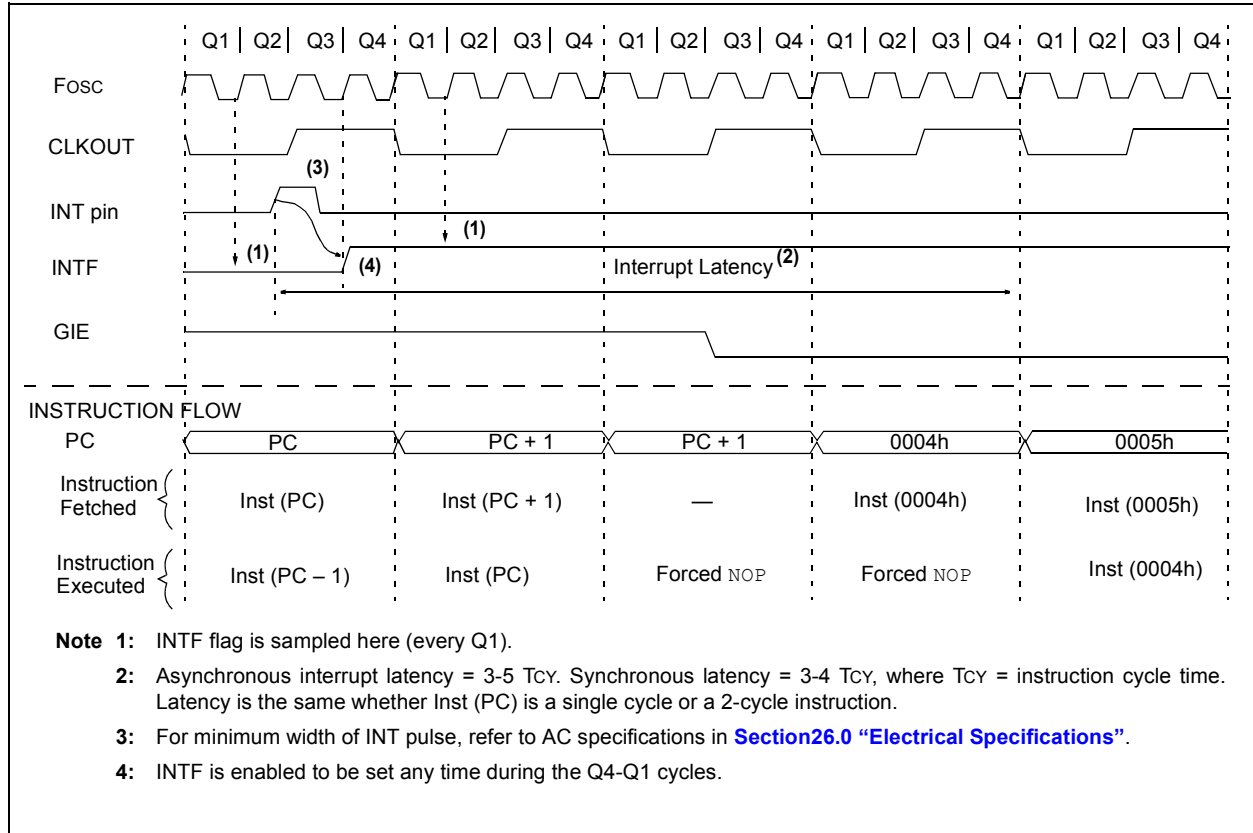 Q1 Q2 Q3 Q4 Q1 Q2 Q3 Q4 Q1 Q2 Q3 Q4 Q1 Q2 Q3 Q4 Q1 Q2 Q3 Q4
FOSC
CLKOUT
(3)
INT pin
(1)
(1)
INTF
(4)
Interrupt Latency(2)
GIE
INSTRUCTION FLOW
PC PC PC + 1 PC + 1 0004h 0005h
Instruction
Fetched
Inst (PC) Inst (PC + 1) — Inst (0004h) Inst (0005h)
Instruction
Executed
Inst (PC – 1) Inst (PC) Forced NOP Forced NOP Inst (0004h)
Note 1: INTF flag is sampled here (every Q1).
2: Asynchronous interrupt latency = 3-5 TCY. Synchronous latency = 3-4 TCY, where TCY = instruction cycle time.
Latency is the same whether Inst (PC) is a single cycle or a 2-cycle instruction.
3: For minimum width of INT pulse, refer to AC specifications in Section26.0 “Electrical Specifications”.
4: INTF is enabled to be set any time during the Q4-Q1 cycles.